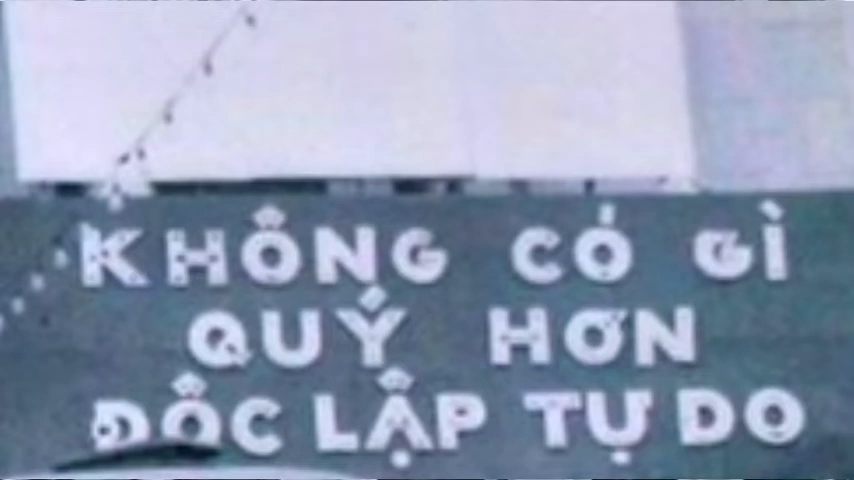 KHÔNG CÓ GÌ
QUÝ HƠN
ĐỘC LẬP TỰ DO